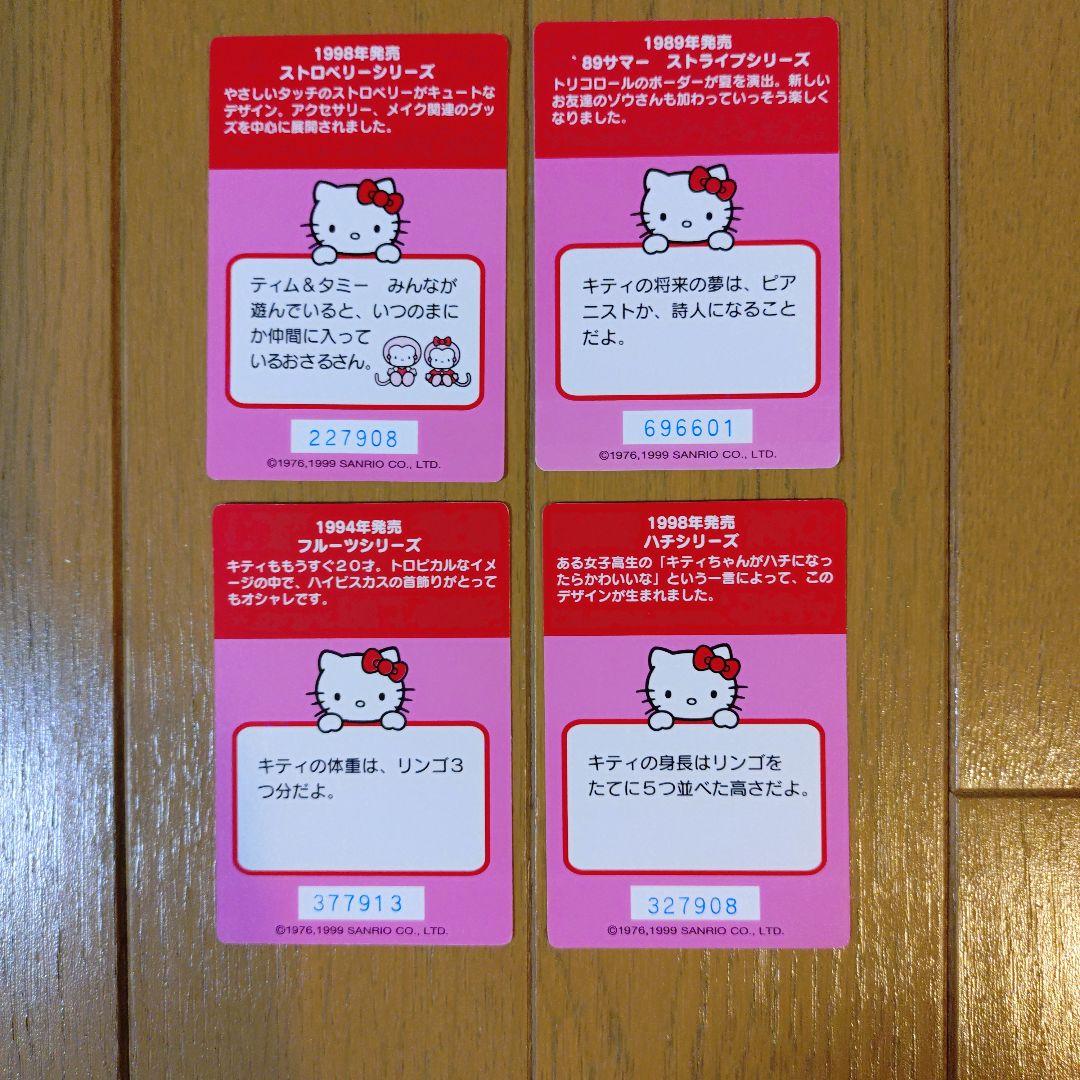 1998年発売
ストロベリーシリーズ
やさしいタッチのストロベリーがキュートな
デザイン。アクセサリー、メイク関連のグッ
ズを中心に展開されました。
ティム＆タミー　みんなが
遊んでいると、いつのまに
か仲間に入って
いるおさるさん。
227908
©1976,1999 SANRIO CO., LTD.
1989年発売
'89サマー　ストライプシリーズ
トリコロールのボーダーが夏を演出。新しい
お友達のゾウさんも加わっていっそう楽しく
なりました。
キティの将来の夢は、ピア
ニストか、詩人になること
だよ。
696601
©1976,1999 SANRIO CO., LTD.
1994年発売
フルーツシリーズ
キティももうすぐ20才。トロピカルなイメ
ージの中で、ハイビスカスの首飾りがとって
もオシャレです。
キティの体重は、リンゴ3
つ分だよ。
377913
©1976,1999 SANRIO CO., LTD.
1998年発売
ハチシリーズ
ある女子高生の「キティちゃんがハチになっ
たらかわいいな」という一言によって、この
デザインが生まれました。
キティの身長はリンゴを
たてに5つ並べた高さだよ。
327908
©1976,1999 SANRIO CO., LTD.